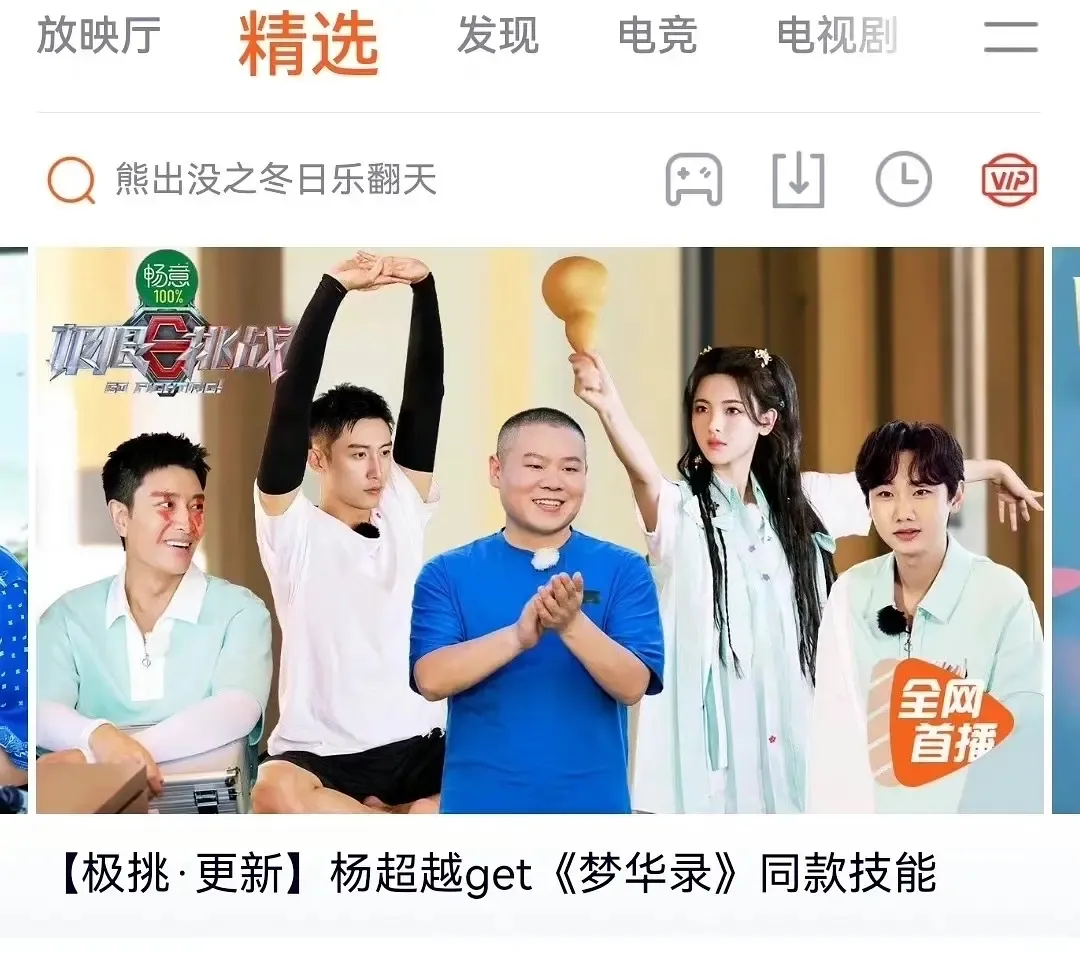 放映厅 精选 发现 电竞 电视剧
熊出没之冬日乐翻天 VIP
畅意
100%
极限挑战
GO FIGHTING!
全网
首播
【极挑·更新】杨超越get《梦华录》同款技能